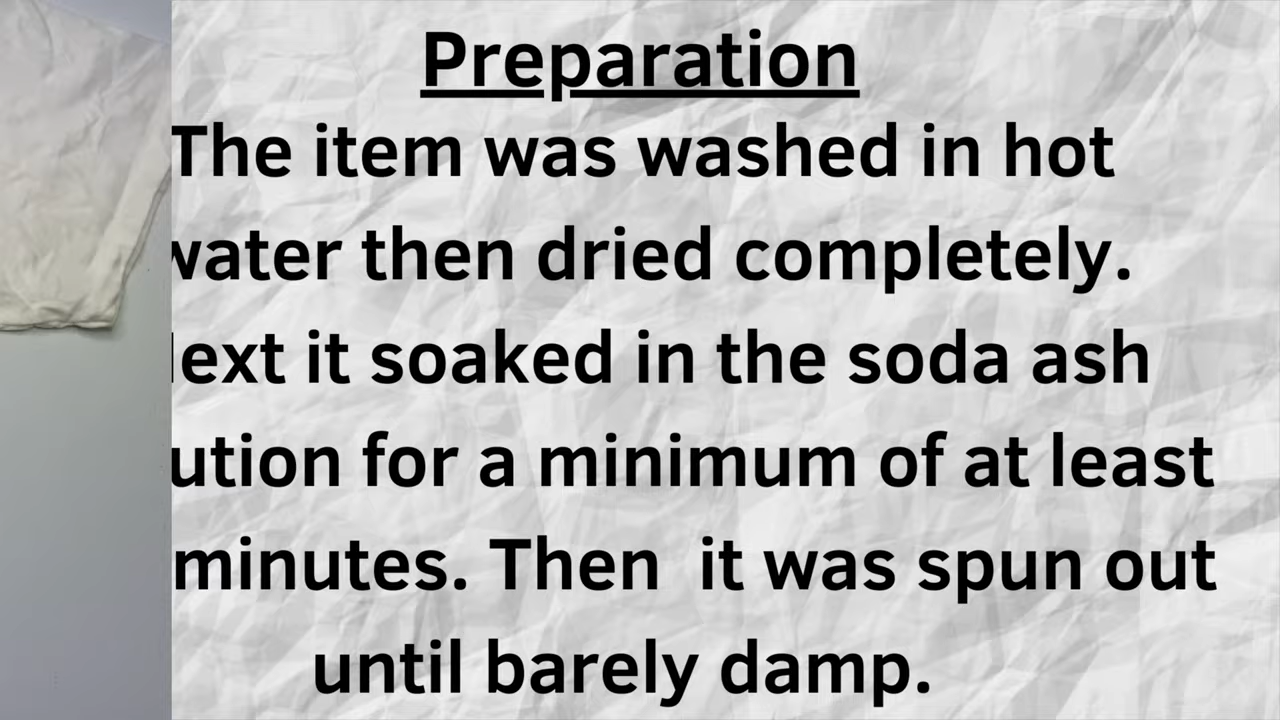 Preparation
The item was washed in hot
water then dried completely.
ext it soaked in the soda ash
ution for a minimum of at least
minutes. Then it was spun out
until barely damp.